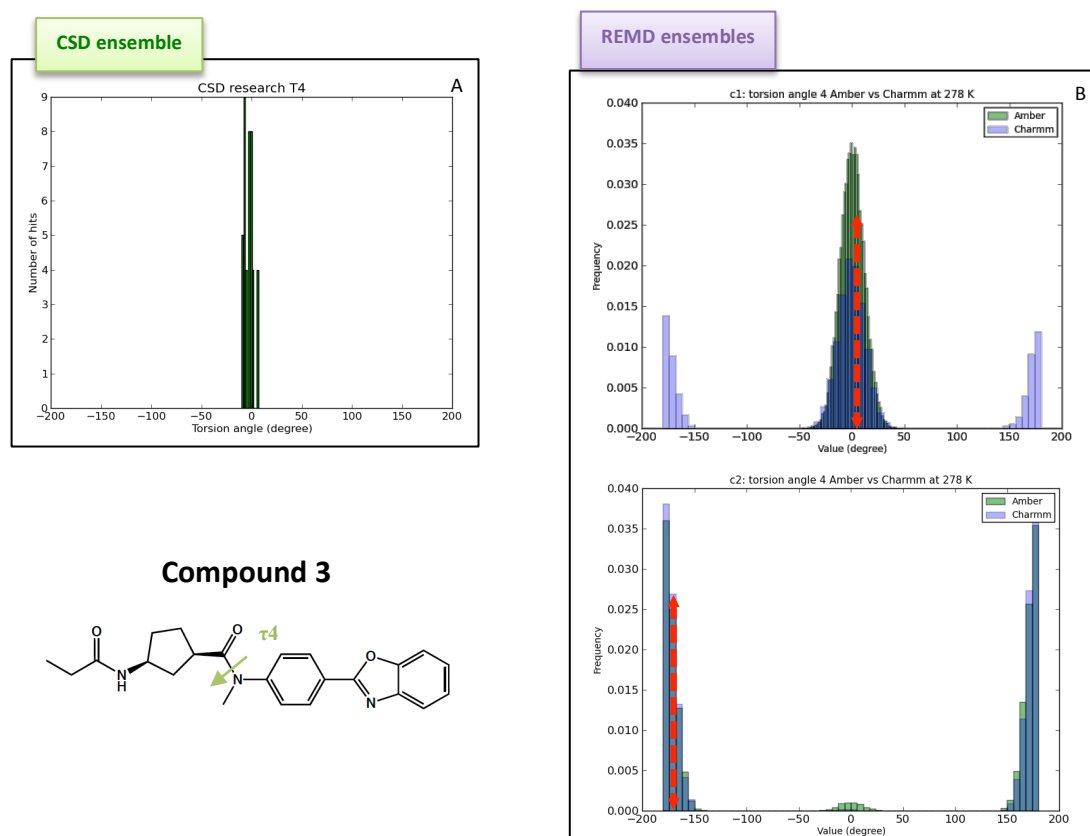 CSD ensemble
A
CSD research T4
9
8
7
6
5
4
3
2
1
0
Number of hits
−200 −150 −100 −50 0 50 100 150 200
Torsion angle (degree)
Compound 3
O
N
H
O
τ4
N
O
N
REMD ensembles
B
c1: torsion angle 4 Amber vs Charmm at 278 K
Amber
Charmm
0.040
0.035
0.030
0.025
0.020
0.015
0.010
0.005
0.000
Frequency
−200 −150 −100 −50 0 50 100 150 200
Value (degree)
c2: torsion angle 4 Amber vs Charmm at 278 K
Amber
Charmm
0.040
0.035
0.030
0.025
0.020
0.015
0.010
0.005
0.000
Frequency
−200 −150 −100 −50 0 50 100 150 200
Value (degree)